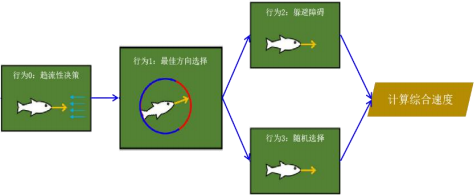 行为0：趋流性决策
行为1：最佳方向选择
行为2：躲避障碍
行为3：随机选择
计算综合速度